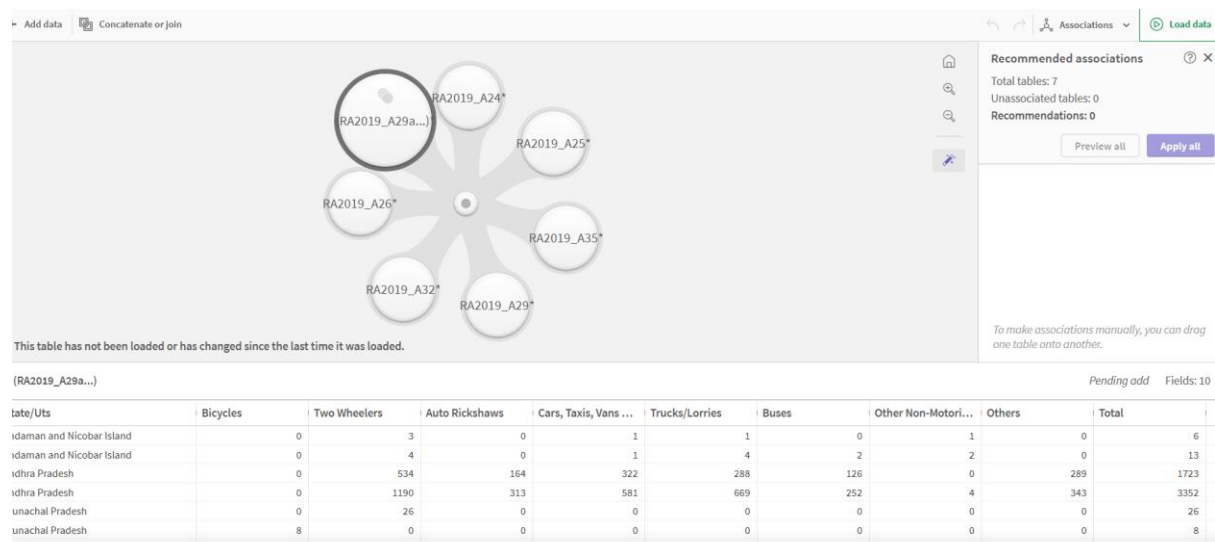 Add data Concatenate or join Associations Load data
Recommended associations
Total tables: 7
Unassociated tables: 0
Recommendations: 0
Preview all Apply all
RA2019_A24*
RA2019_A29a...)*
RA2019_A25*
RA2019_A26*
RA2019_A35*
RA2019_A32*
RA2019_A29*
To make associations manually, you can drag
one table onto another.
This table has not been loaded or has changed since the last time it was loaded.
(RA2019_A29a...) Pending add Fields: 10
tate/Uts Bicycles Two Wheelers Auto Rickshaws Cars, Taxis, Vans ... Trucks/Lorries Buses Other Non-Motori... Others Total
ndaman and Nicobar Island 0 3 0 1 1 0 1 0 6
ndaman and Nicobar Island 0 4 0 1 4 2 2 0 13
ndhra Pradesh 0 534 164 322 288 126 0 289 1723
ndhra Pradesh 0 1190 313 581 669 252 4 343 3352
unachal Pradesh 0 26 0 0 0 0 0 0 26
unachal Pradesh 8 0 0 0 0 0 0 0 8